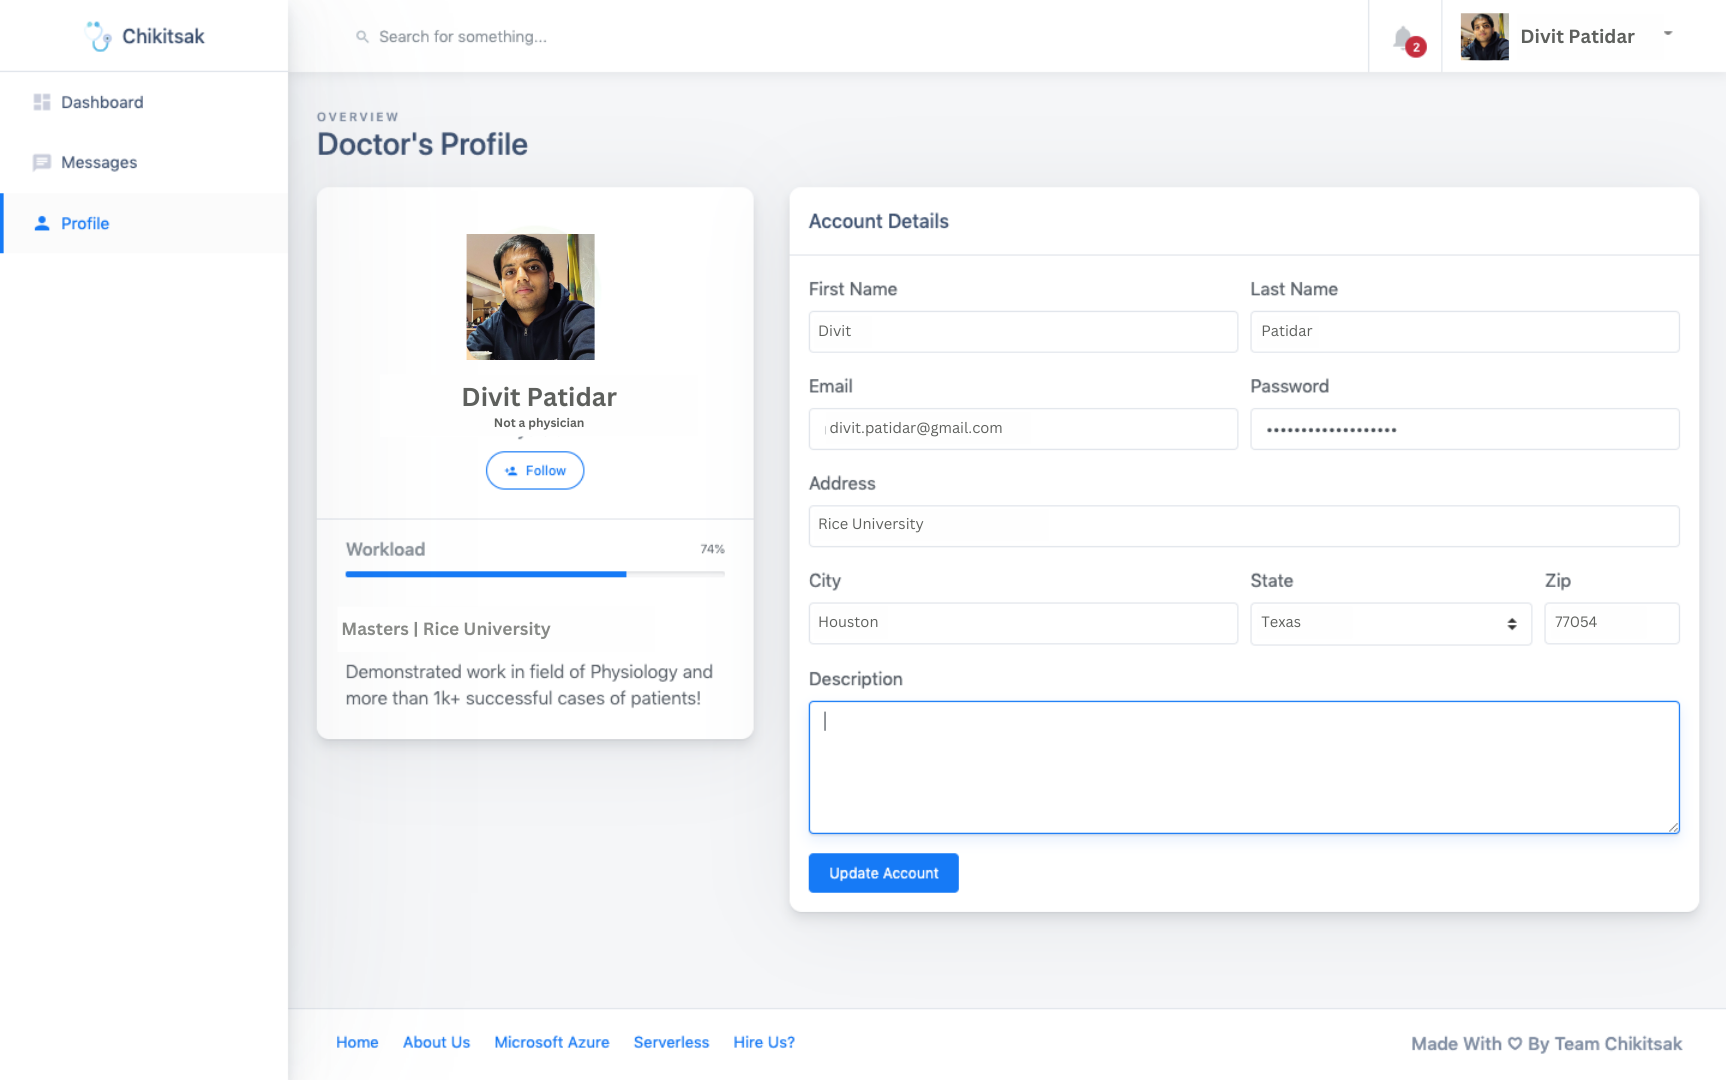 Chikitsak
Search for something...
2
Divit Patidar
Dashboard
Messages
Profile
OVERVIEW
Doctor's Profile
Divit Patidar
Not a physician
Follow
Workload
74%
Masters | Rice University
Demonstrated work in field of Physiology and
more than 1k+ successful cases of patients!
Account Details
First Name
Last Name
Divit
Patidar
Email
Password
divit.patidar@gmail.com
•••••••••••••••••••
Address
Rice University
City
State
Zip
Houston
Texas
77054
Description
Update Account
Home
About Us
Microsoft Azure
Serverless
Hire Us?
Made With ♡ By Team Chikitsak